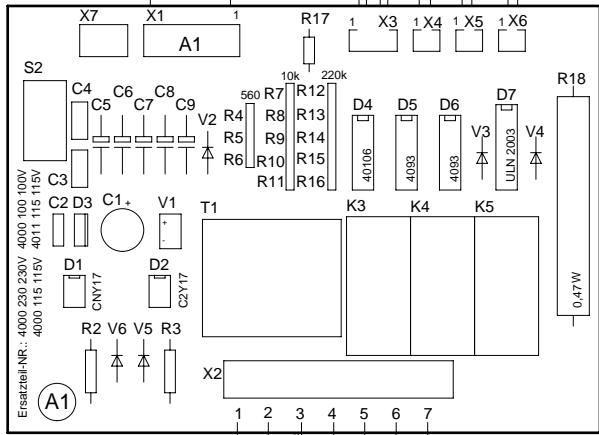 X7 X1 1 R17 1 X3 1 X4 1 X5 1 X6
A1
S2 C4 C6 C8 10k 220k R18
C5 C7 C9 V2 560 R7 R12 D4 D5 D6 D7
R4 R8 R13 V3 V4
R5 R9 R14
R6 R10 R15
R11 R16
40106 4093 4093 ULN 2003
C3
C2 D3 C1 + V1 T1 K3 K4 K5
+
-
D1 D2
CNY17 C2Y17
0,47W
R2 V6 V5 R3
X2
A1
1 2 3 4 5 6 7
Ersatzteil-NR.: 4000 230 230V 4000 100 100V
4000 115 115V 4011 115 115V